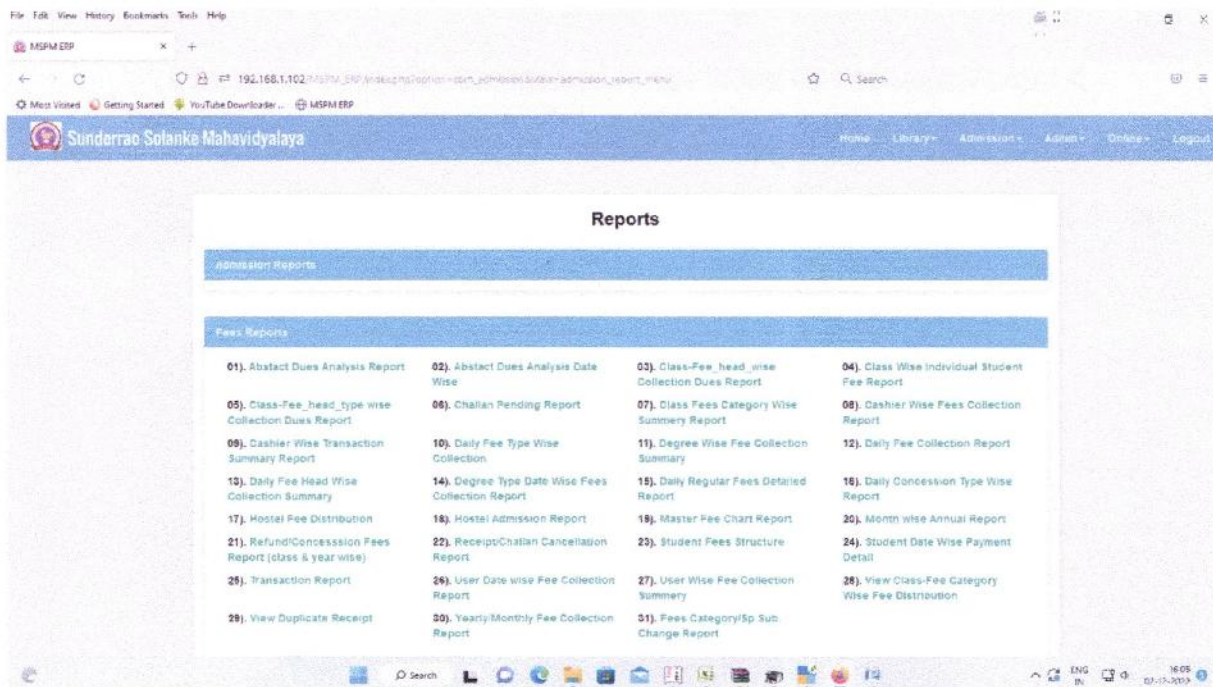 File Edit View History Bookmarks Tools Help
MSPM ERP
192.168.1.102
Search
Most Visited Getting Started YouTube Downloader ... MSPM ERP
Sunderrao Solanke Mahavidyalaya
Home Library Admission Admin Online Logout
Reports
Admission Reports
Fees Reports
01). Abstact Dues Analysis Report
02). Abstact Dues Analysis Date
Wise
03). Class-Fee_head_wise
Collection Dues Report
04). Class Wise Individual Student
Fee Report
05). Class-Fee_head_type wise
Collection Dues Report
06). Challan Pending Report
07). Class Fees Category Wise
Summery Report
08). Cashier Wise Fees Collection
Report
09). Cashier Wise Transaction
Summary Report
10). Daily Fee Type Wise
Collection
11). Degree Wise Fee Collection
Summary
12). Daily Fee Collection Report
13). Daily Fee Head Wise
Collection Summary
14). Degree Type Date Wise Fees
Collection Report
15). Daily Regular Fees Detailed
Report
16). Daily Concession Type Wise
Report
17). Hostel Fee Distribution
18). Hostel Admission Report
19). Master Fee Chart Report
20). Month wise Annual Report
21). Refund/Concesssion Fees
Report (class & year wise)
22). Receipt/Challan Cancellation
Report
23). Student Fees Structure
24). Student Date Wise Payment
Detail
25). Transaction Report
26). User Date wise Fee Collection
Report
27). User Wise Fee Collection
Summery
28). View Class-Fee Category
Wise Fee Distribution
29). View Duplicate Receipt
30). Yearly/Monthly Fee Collection
Report
31). Fees Category/Sp Sub.
Change Report
Search
ENG
IN
16:05
02-12-2022